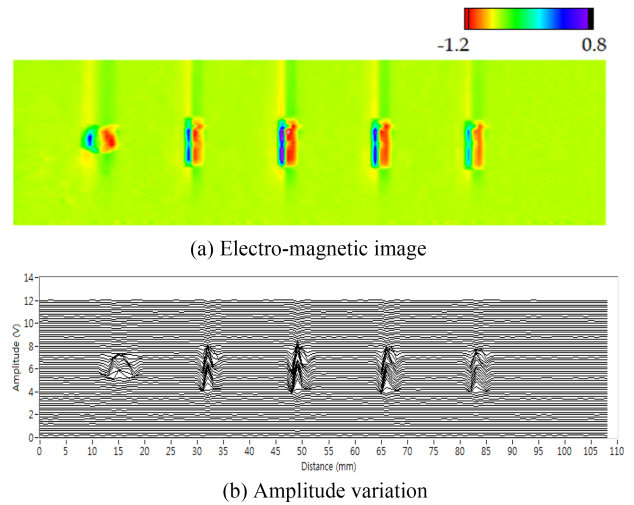 -1.2 0.8
(a) Electro-magnetic image
14
12
10
8
6
4
2
0
Amplitude (V)
0 5 10 15 20 25 30 35 40 45 50 55 60 65 70 75 80 85 90 95 100 105 110
Distance (mm)
(b) Amplitude variation